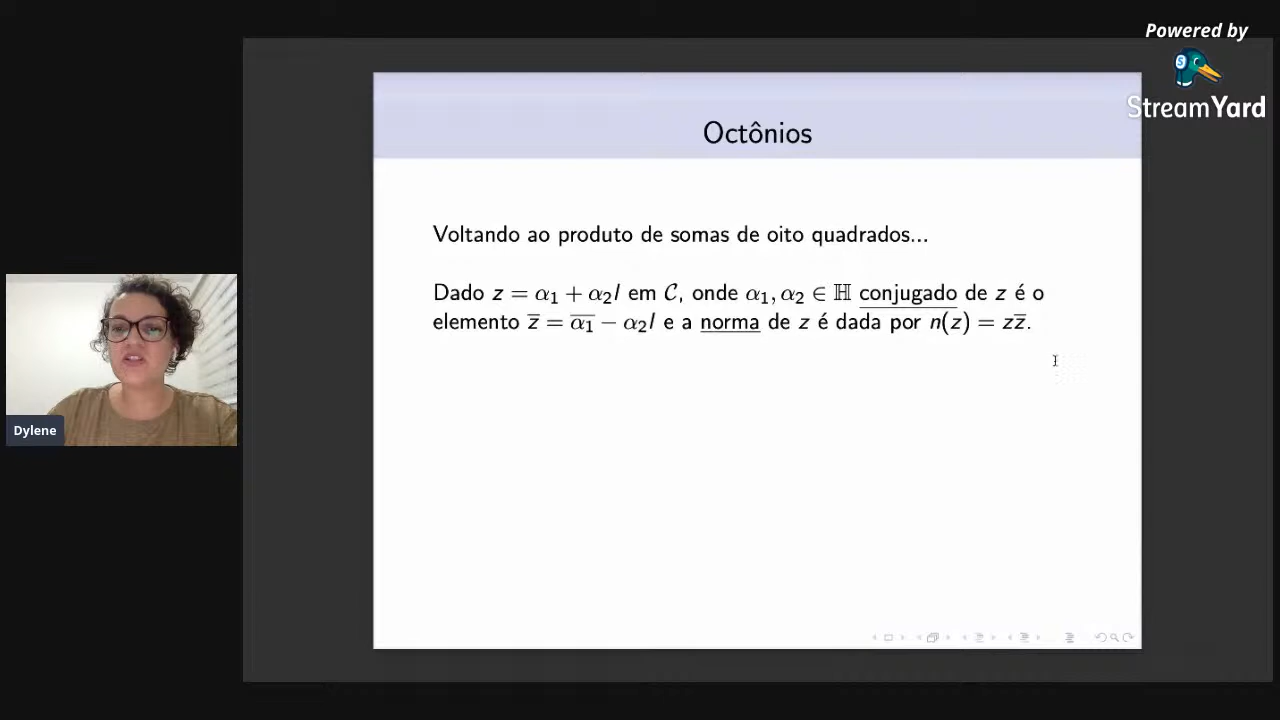 Powered by
StreamYard
Octônios
Voltando ao produto de somas de oito quadrados...
Dado z = α₁ + α₂l em 𝒞, onde α₁, α₂ ∈ ℍ conjugado de z é o
elemento z̅ = α̅₁̅ − α₂l e a norma de z é dada por n(z) = zz̅.
Dylene